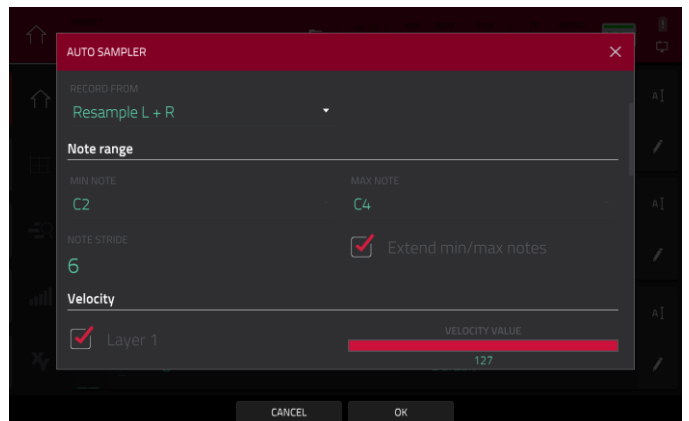 AUTO SAMPLER
RECORD FROM
Resample L + R
Note range
MIN NOTE
C2
MAX NOTE
C4
NOTE STRIDE
6
Extend min/max notes
Velocity
Layer 1
VELOCITY VALUE
127
CANCEL
OK